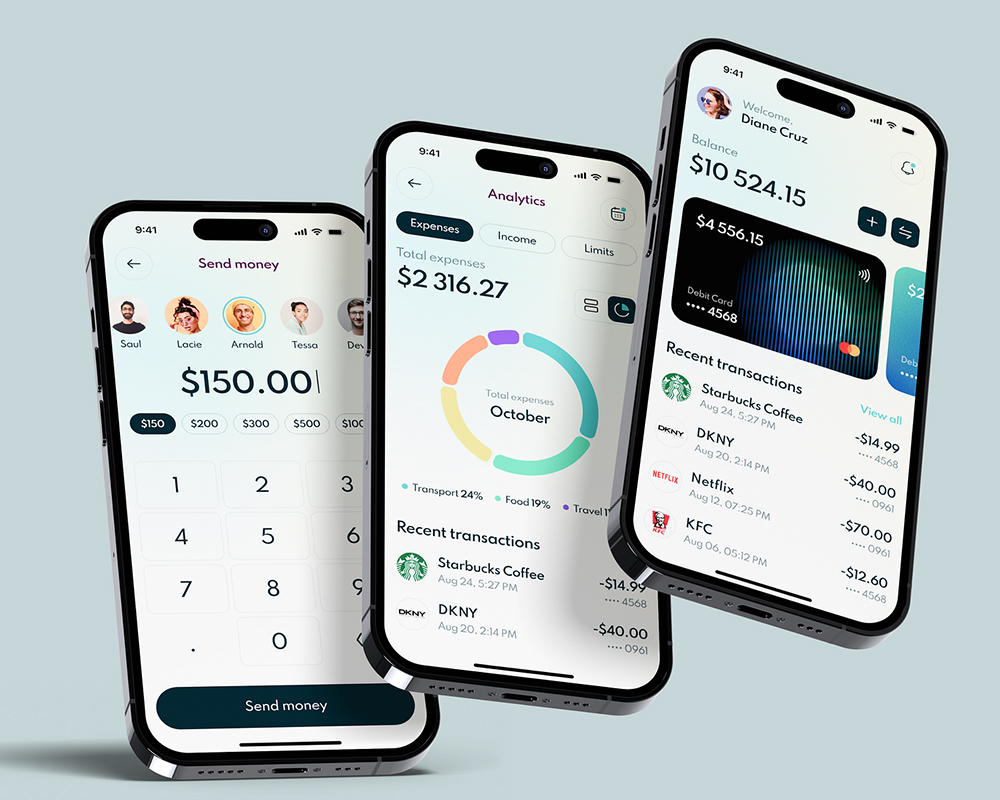 9:41
Send money
Saul
Lacie
Arnold
Tessa
$150.00
$150
$200
$300
$500
1
2
3
4
5
6
7
8
9
.
0
Send money
9:41
Analytics
Expenses
Income
Limits
Total expenses
$2 316.27
Total expenses
October
Transport 24%
Food 19%
Travel
Recent transactions
Starbucks Coffee
Aug 24, 5:27 PM
-$14.99
•••• 4568
DKNY
DKNY
Aug 20, 2:14 PM
-$40.00
•••• 0961
9:41
Welcome,
Diane Cruz
Balance
$10 524.15
$4 556.15
Debit Card
•••• 4568
Recent transactions
View all
Starbucks Coffee
Aug 24, 5:27 PM
-$14.99
•••• 4568
DKNY
DKNY
Aug 20, 2:14 PM
-$40.00
•••• 0961
NETFLIX
Netflix
Aug 12, 07:25 PM
-$70.00
•••• 0961
KFC
KFC
Aug 06, 05:12 PM
-$12.60
•••• 4568